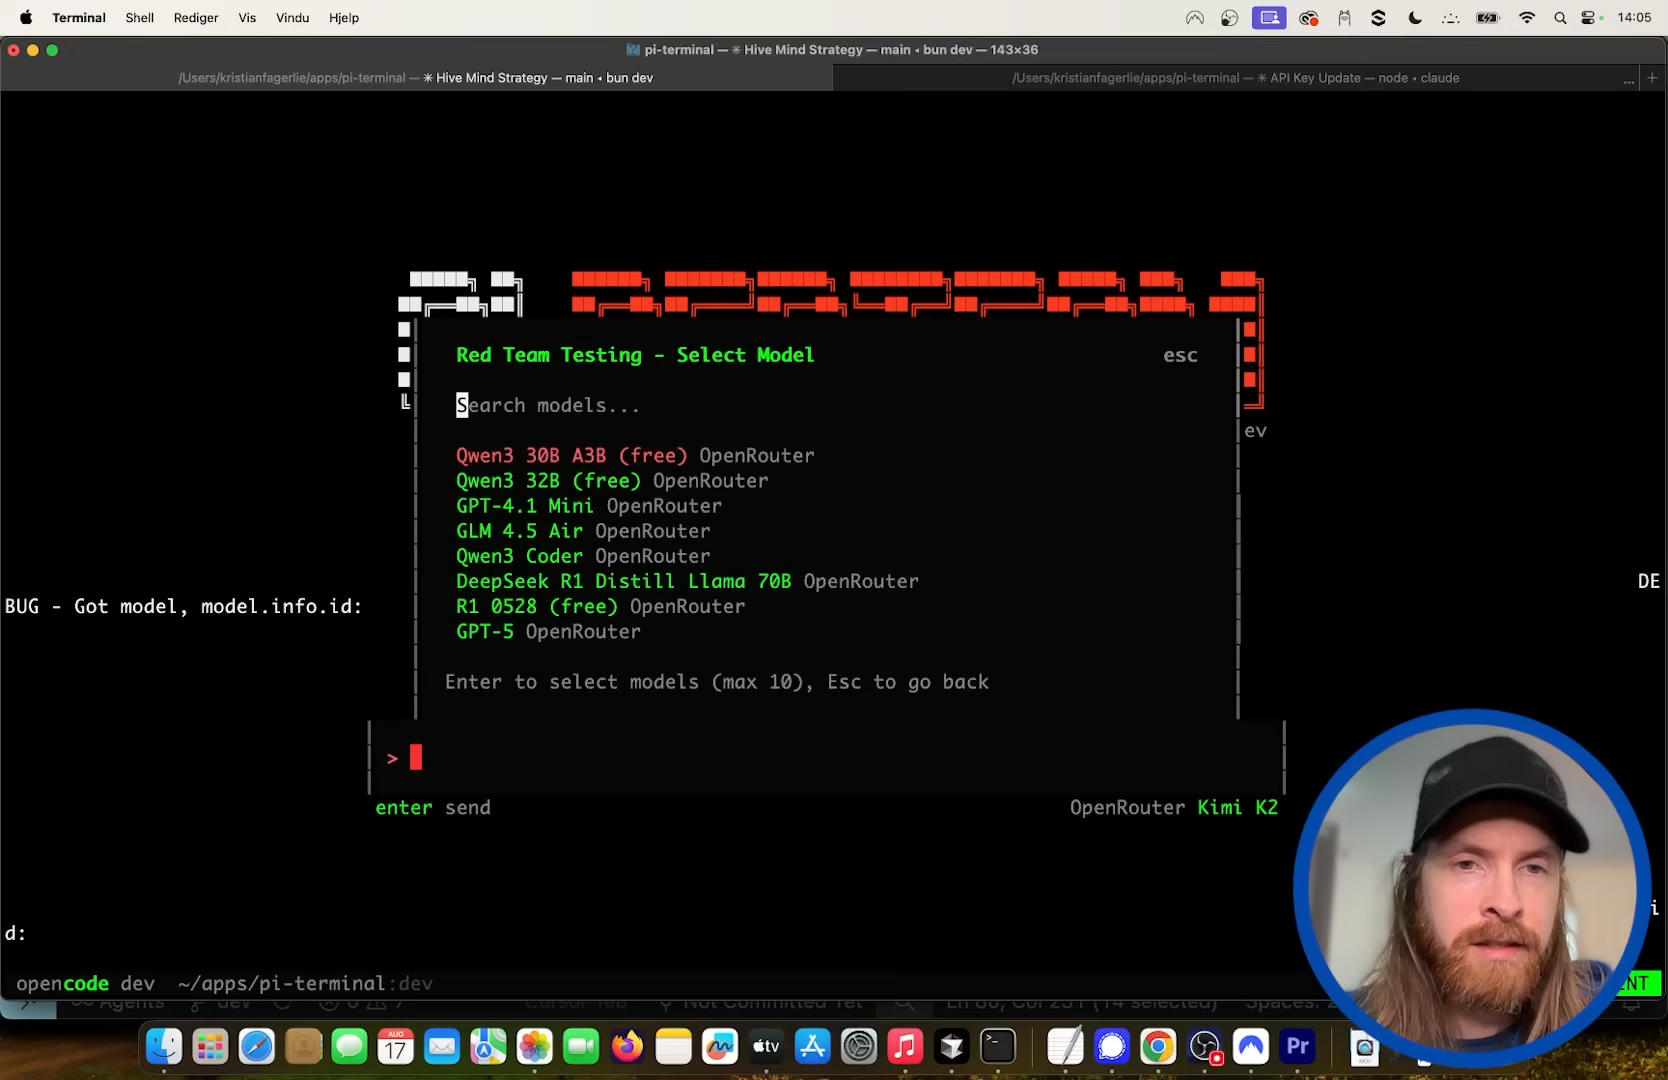 Terminal Shell Rediger Vis Vindu Hjelp 14:05
pi-terminal — ✳ Hive Mind Strategy — main ◂ bun dev — 143×36
/Users/kristianfagerlie/apps/pi-terminal — ✳ Hive Mind Strategy — main ◂ bun dev
/Users/kristianfagerlie/apps/pi-terminal — ✳ API Key Update — node ◂ claude ... +
Red Team Testing - Select Model esc
Search models...
ev
Qwen3 30B A3B (free) OpenRouter
Qwen3 32B (free) OpenRouter
GPT-4.1 Mini OpenRouter
GLM 4.5 Air OpenRouter
Qwen3 Coder OpenRouter
DeepSeek R1 Distill Llama 70B OpenRouter DE
BUG - Got model, model.info.id: R1 0528 (free) OpenRouter
GPT-5 OpenRouter
Enter to select models (max 10), Esc to go back
>
enter send OpenRouter Kimi K2
i
d:
opencode dev ~/apps/pi-terminal:dev NT
AUG
17
tv
Pr